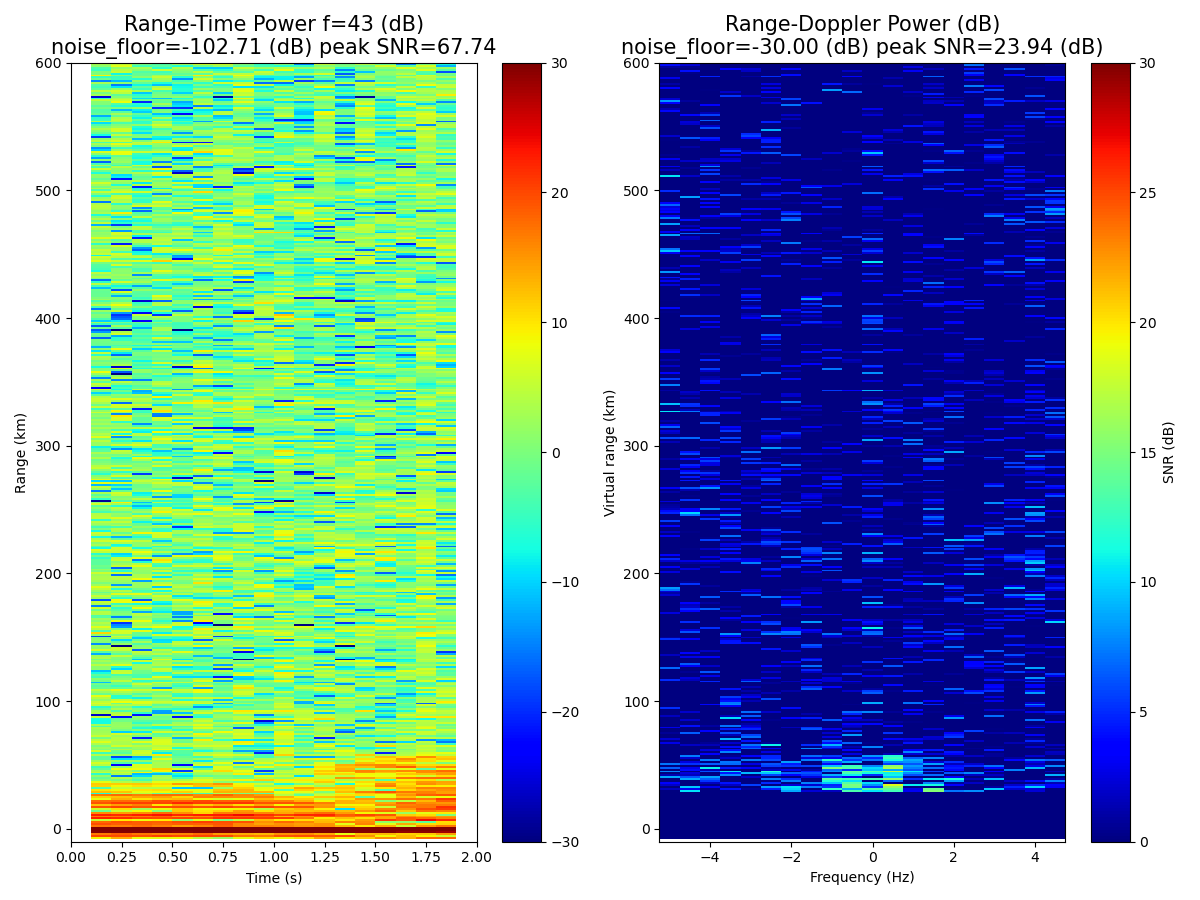 Range-Time Power f=43 (dB)
noise_floor=-102.71 (dB) peak SNR=67.74
Range (km)
600
500
400
300
200
100
0
0.00 0.25 0.50 0.75 1.00 1.25 1.50 1.75 2.00
Time (s)
30
20
10
0
−10
−20
−30
Range-Doppler Power (dB)
noise_floor=-30.00 (dB) peak SNR=23.94 (dB)
Virtual range (km)
600
500
400
300
200
100
0
−4 −2 0 2 4
Frequency (Hz)
30
25
20
15
10
5
0
SNR (dB)